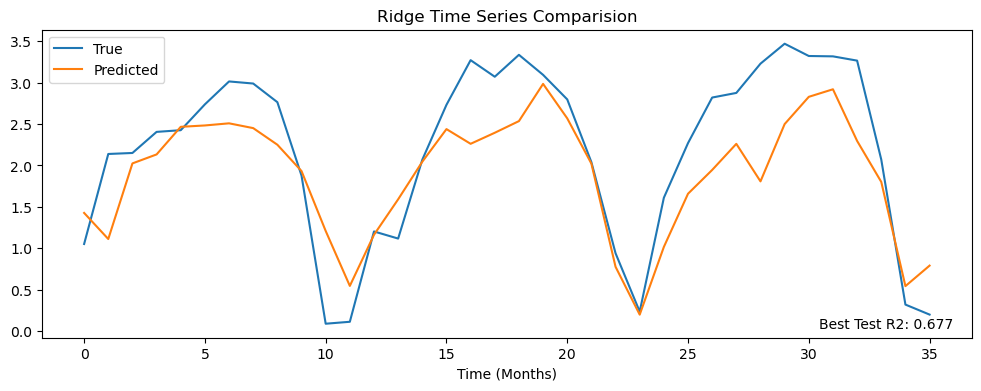 Ridge Time Series Comparision
True
Predicted
3.5
3.0
2.5
2.0
1.5
1.0
0.5
0.0
Best Test R2: 0.677
0 5 10 15 20 25 30 35
Time (Months)